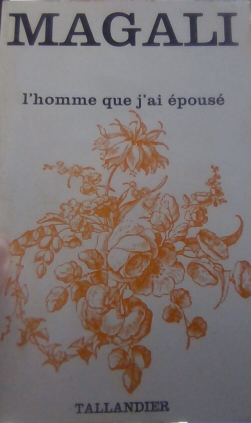 MAGALI
l'homme que j'ai épousé
TALLANDIER